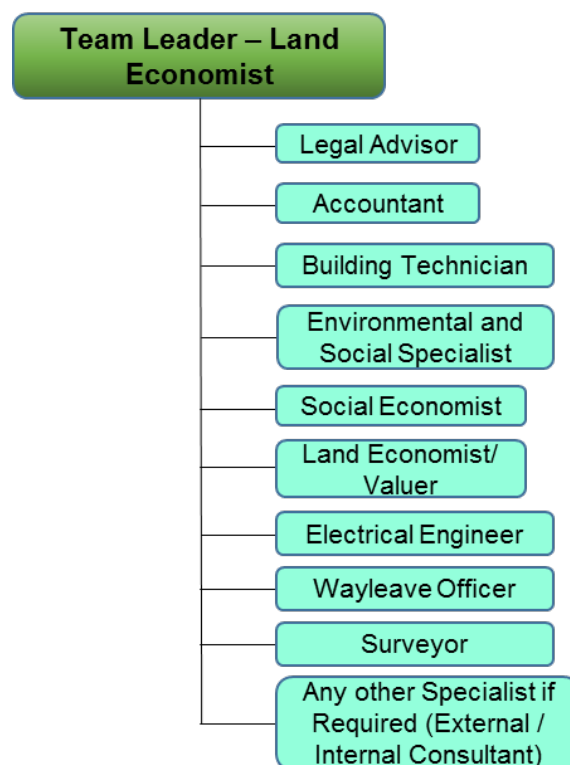 Team Leader – Land
Economist
Legal Advisor
Accountant
Building Technician
Environmental and
Social Specialist
Social Economist
Land Economist/
Valuer
Electrical Engineer
Wayleave Officer
Surveyor
Any other Specialist if
Required (External /
Internal Consultant)